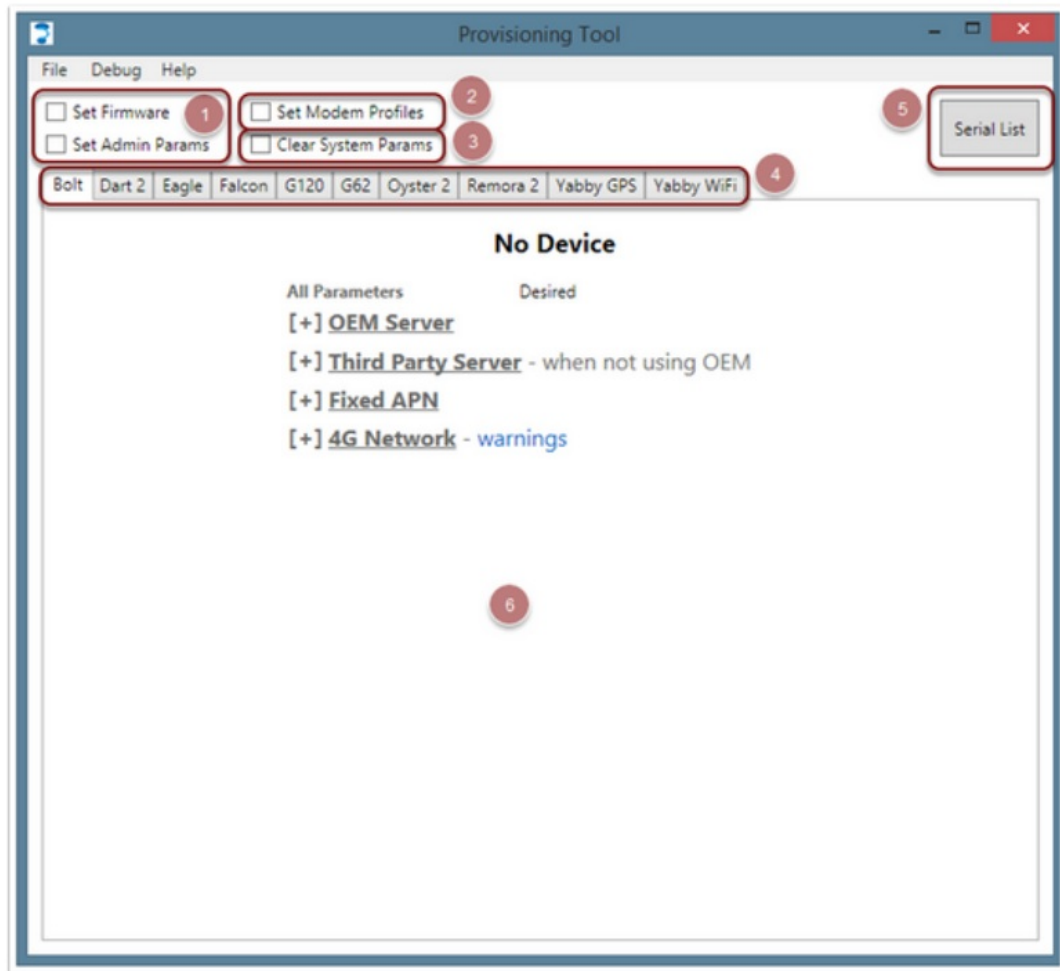 Provisioning Tool
File Debug Help
Set Firmware 1 Set Modem Profiles 2
5 Serial List
Set Admin Params Clear System Params 3
Bolt Dart 2 Eagle Falcon G120 G62 Oyster 2 Remora 2 Yabby GPS Yabby WiFi 4
No Device
All Parameters Desired
[+] OEM Server
[+] Third Party Server - when not using OEM
[+] Fixed APN
[+] 4G Network - warnings
6